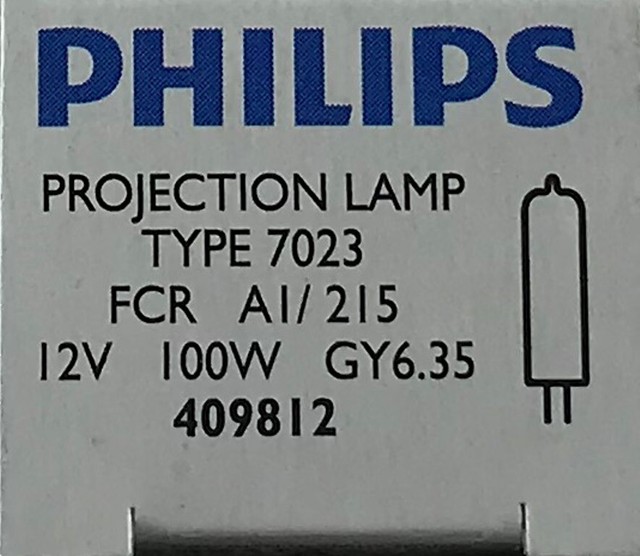 PHILIPS
PROJECTION LAMP
TYPE 7023
FCR A1/215
12V 100W GY6.35
409812